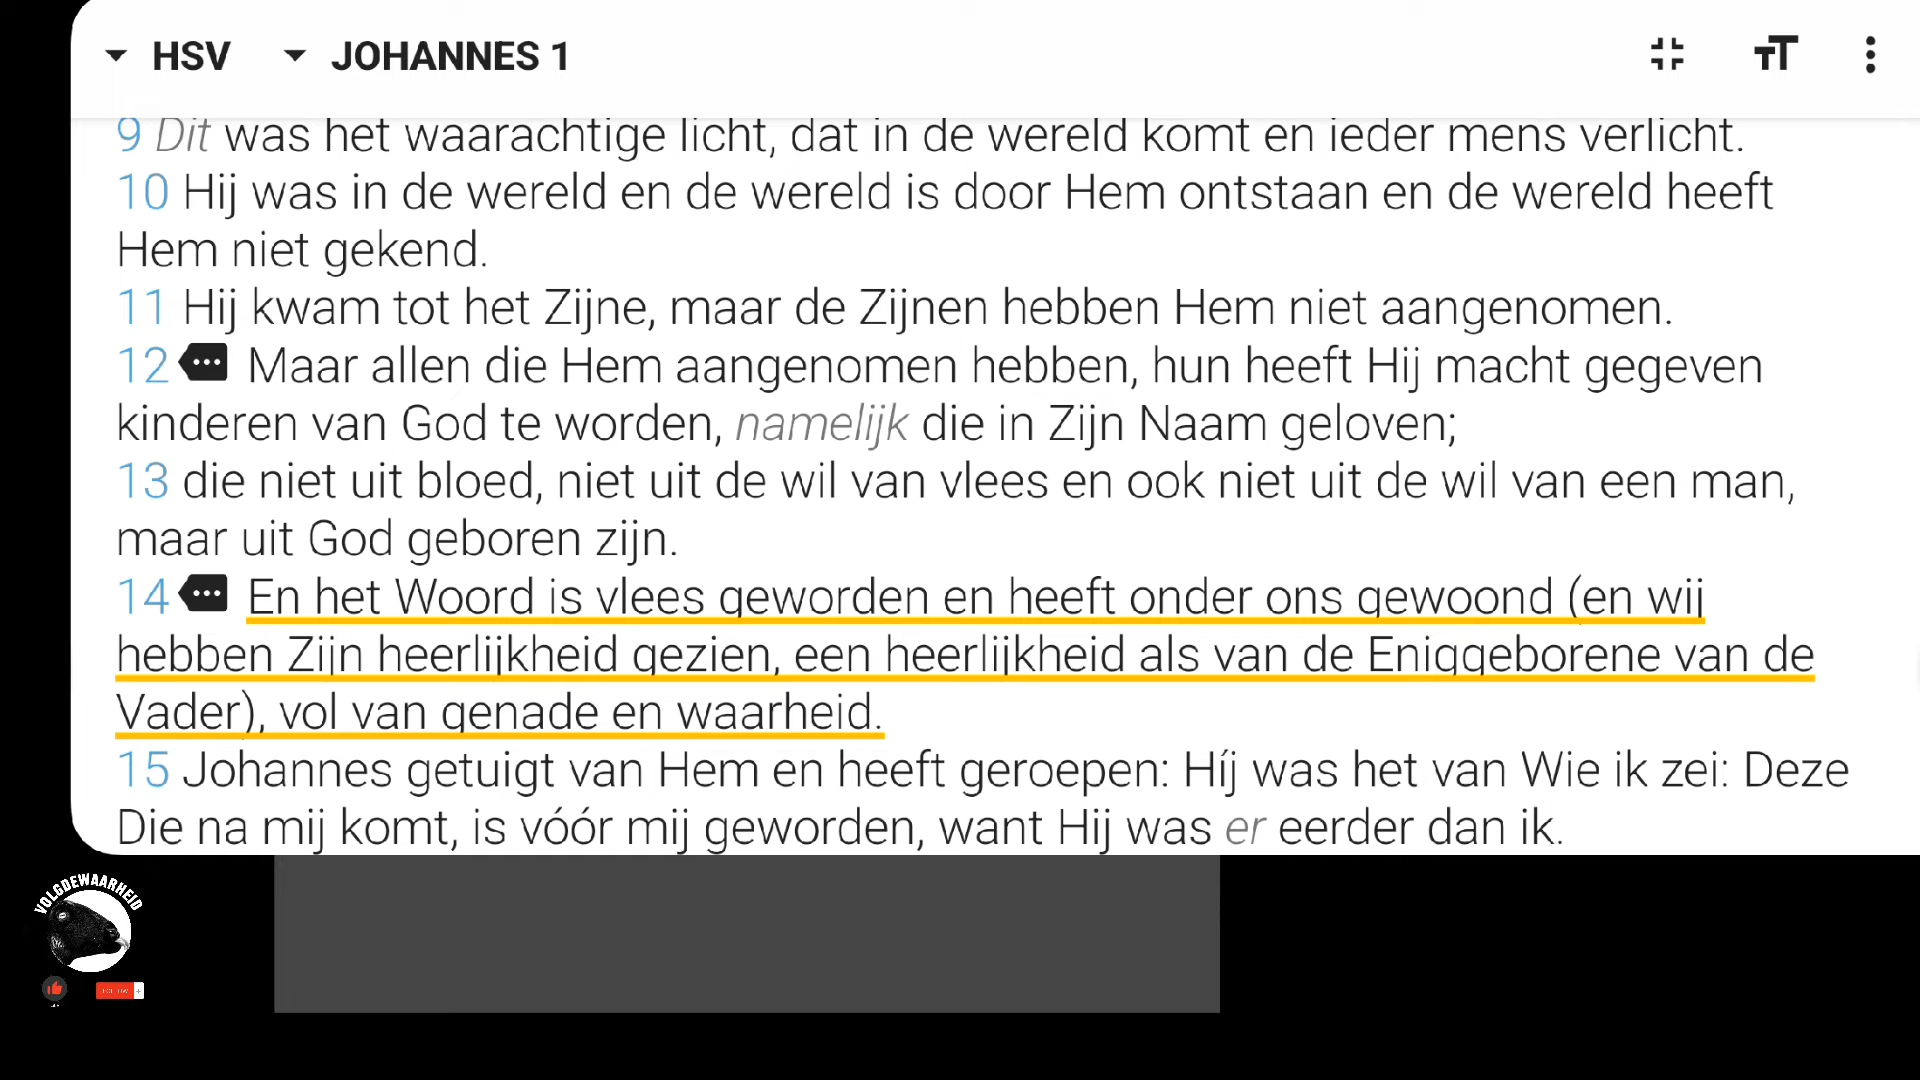 HSV JOHANNES 1 TT
9 Dit was het waarachtige licht, dat in de wereld komt en ieder mens verlicht.
10 Hij was in de wereld en de wereld is door Hem ontstaan en de wereld heeft
Hem niet gekend.
11 Hij kwam tot het Zijne, maar de Zijnen hebben Hem niet aangenomen.
12 Maar allen die Hem aangenomen hebben, hun heeft Hij macht gegeven
kinderen van God te worden, namelijk die in Zijn Naam geloven;
13 die niet uit bloed, niet uit de wil van vlees en ook niet uit de wil van een man,
maar uit God geboren zijn.
14 En het Woord is vlees geworden en heeft onder ons gewoond (en wij
hebben Zijn heerlijkheid gezien, een heerlijkheid als van de Eniggeborene van de
Vader), vol van genade en waarheid.
15 Johannes getuigt van Hem en heeft geroepen: Híj was het van Wie ik zei: Deze
Die na mij komt, is vóór mij geworden, want Hij was er eerder dan ik.
VOLGDEWAARHEID
FOLLOW +